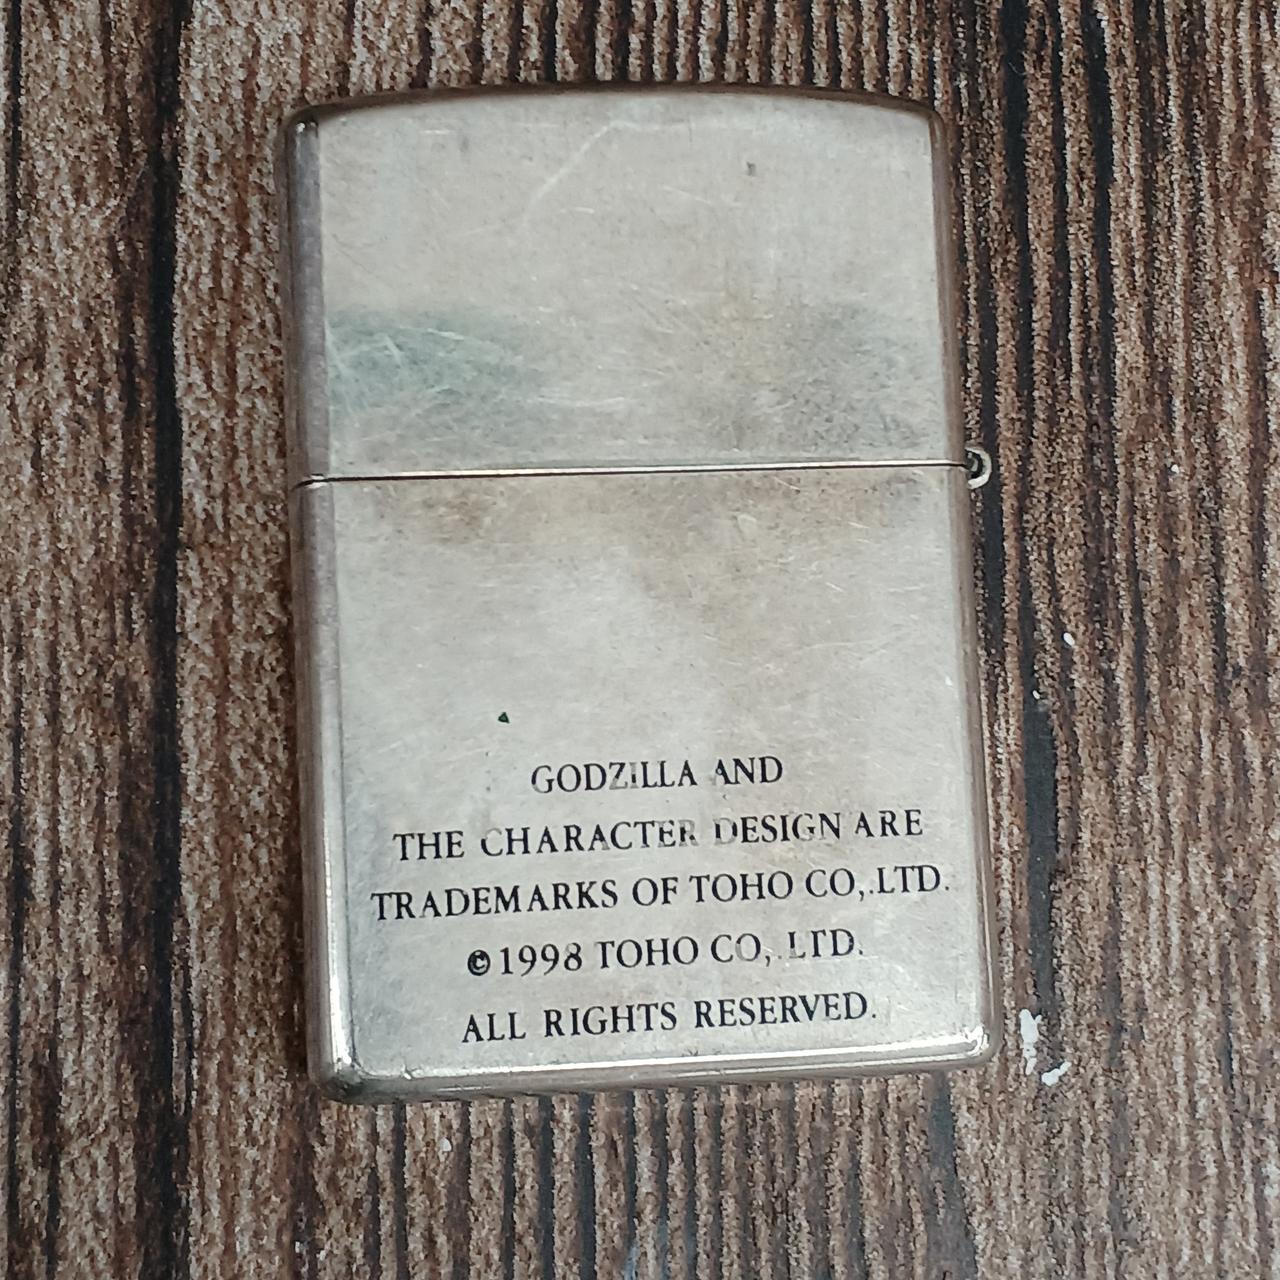 GODZILLA AND
THE CHARACTER DESIGN ARE
TRADEMARKS OF TOHO CO,.LTD.
©1998 TOHO CO,.LTD.
ALL RIGHTS RESERVED.